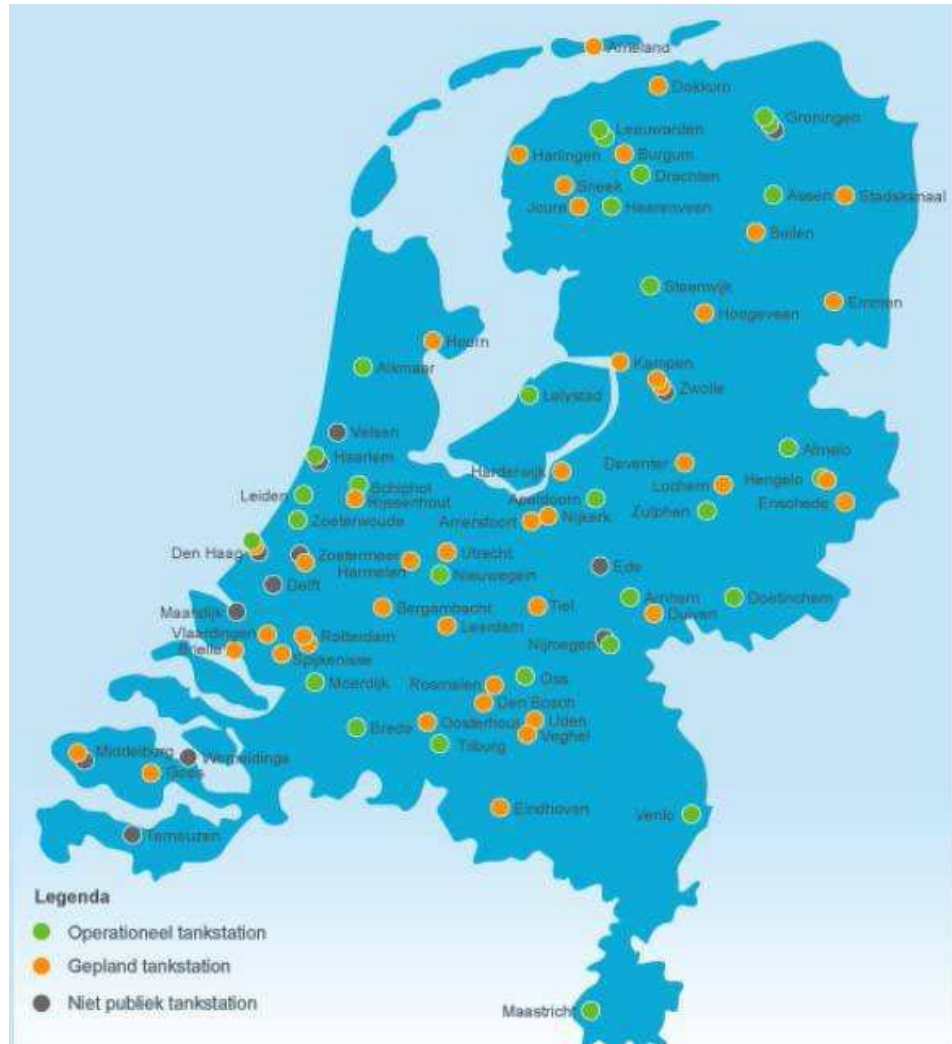 Ameland
Dokkum
Groningen
Leeuwarden
Harlingen
Burgum
Drachten
Sneek
Assen
Stadskanaal
Joure
Heerenveen
Beilen
Steenwijk
Emmen
Hoogeveen
Hoorn
Kampen
Alkmaar
Zwolle
Lelystad
Velsen
Almelo
Haarlem
Deventer
Harderwijk
Hengelo
Lochem
Schiphol
Leiden
Apeldoorn
Rijssenhout
Enschede
Zutphen
Nijkerk
Zoeterwoude
Amersfoort
Den Haag
Zoetermeer
Utrecht
Harmelen
Ede
Nieuwegein
Delft
Arnhem
Doetinchem
Tiel
Bergambacht
Maasdijk
Duiven
Leerdam
Vlaardingen
Rotterdam
Nijmegen
Brielle
Spijkenisse
Oss
Moerdijk
Rosmalen
Den Bosch
Uden
Oosterhout
Breda
Veghel
Tilburg
Middelburg
Wemeldinge
Goes
Eindhoven
Venlo
Terneuzen
Legenda
Operationeel tankstation
Gepland tankstation
Niet publiek tankstation
Maastricht